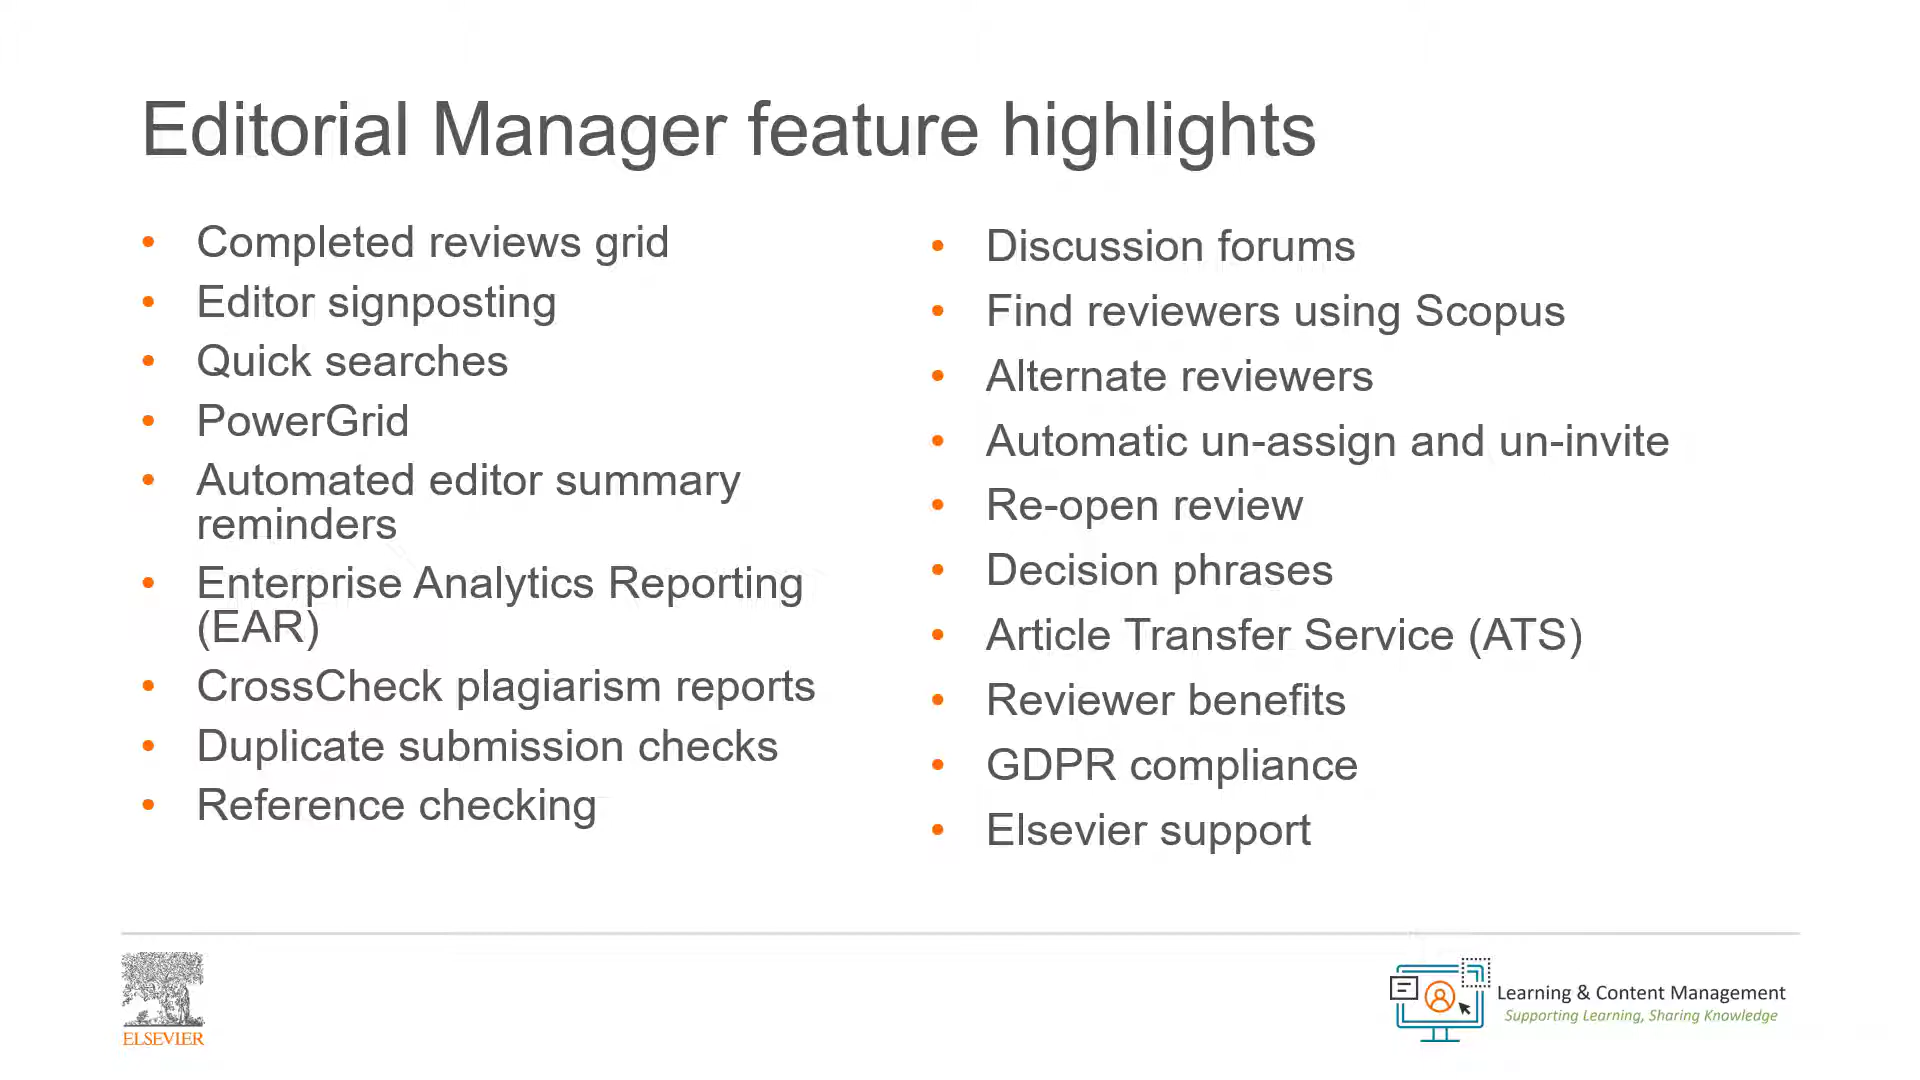 Editorial Manager feature highlights
• Completed reviews grid
• Editor signposting
• Quick searches
• PowerGrid
• Automated editor summary
reminders
• Enterprise Analytics Reporting
(EAR)
• CrossCheck plagiarism reports
• Duplicate submission checks
• Reference checking
• Discussion forums
• Find reviewers using Scopus
• Alternate reviewers
• Automatic un-assign and un-invite
• Re-open review
• Decision phrases
• Article Transfer Service (ATS)
• Reviewer benefits
• GDPR compliance
• Elsevier support
ELSEVIER
Learning & Content Management
Supporting Learning, Sharing Knowledge